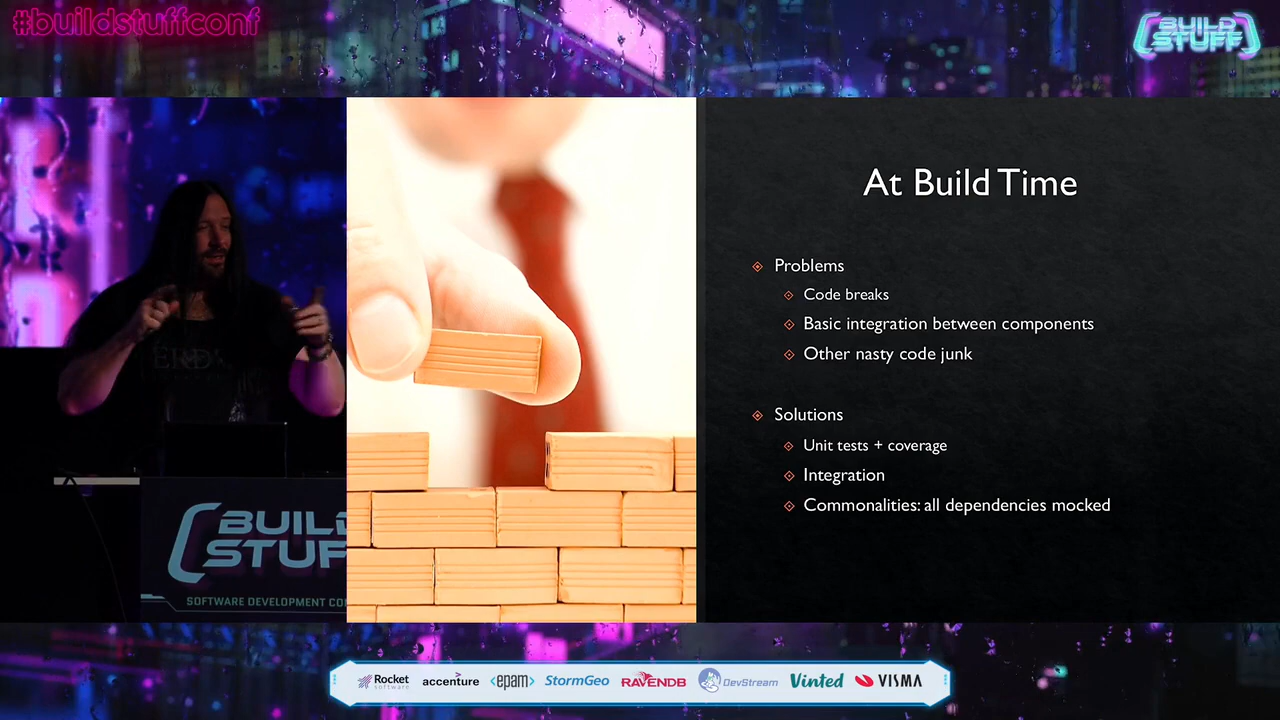 #buildstuffconf
BUILD
STUFF
At Build Time
Problems
Code breaks
Basic integration between components
Other nasty code junk
Solutions
Unit tests + coverage
Integration
Commonalities: all dependencies mocked
BUIL
STUF
SOFTWARE DEVELOPMENT CO
Rocket
software
accenture
<epam>
StormGeo
RAVENDB
DevStream
Vinted
VISMA